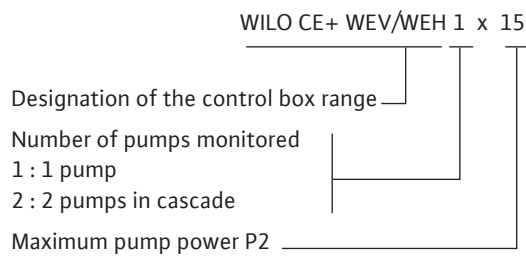 WILO CE+ WEV/WEH 1 x 15
Designation of the control box range
Number of pumps monitored
1 : 1 pump
2 : 2 pumps in cascade
Maximum pump power P2